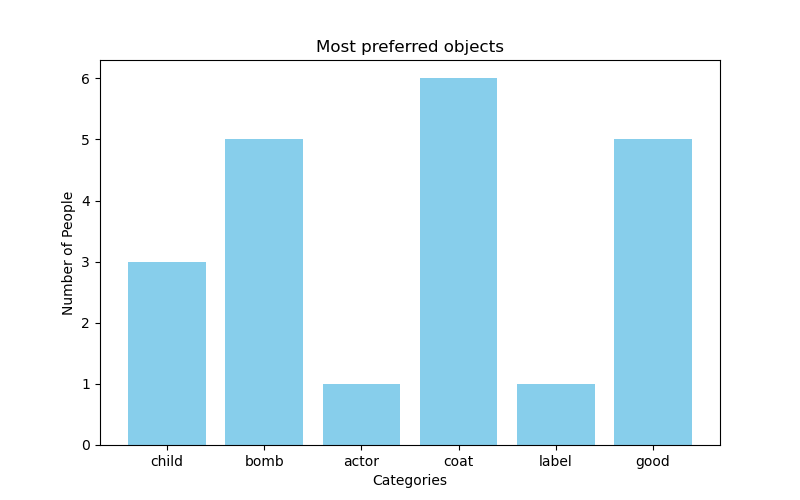 Most preferred objects
6
5
4
3
2
1
0
Number of People
child bomb actor coat label good
Categories